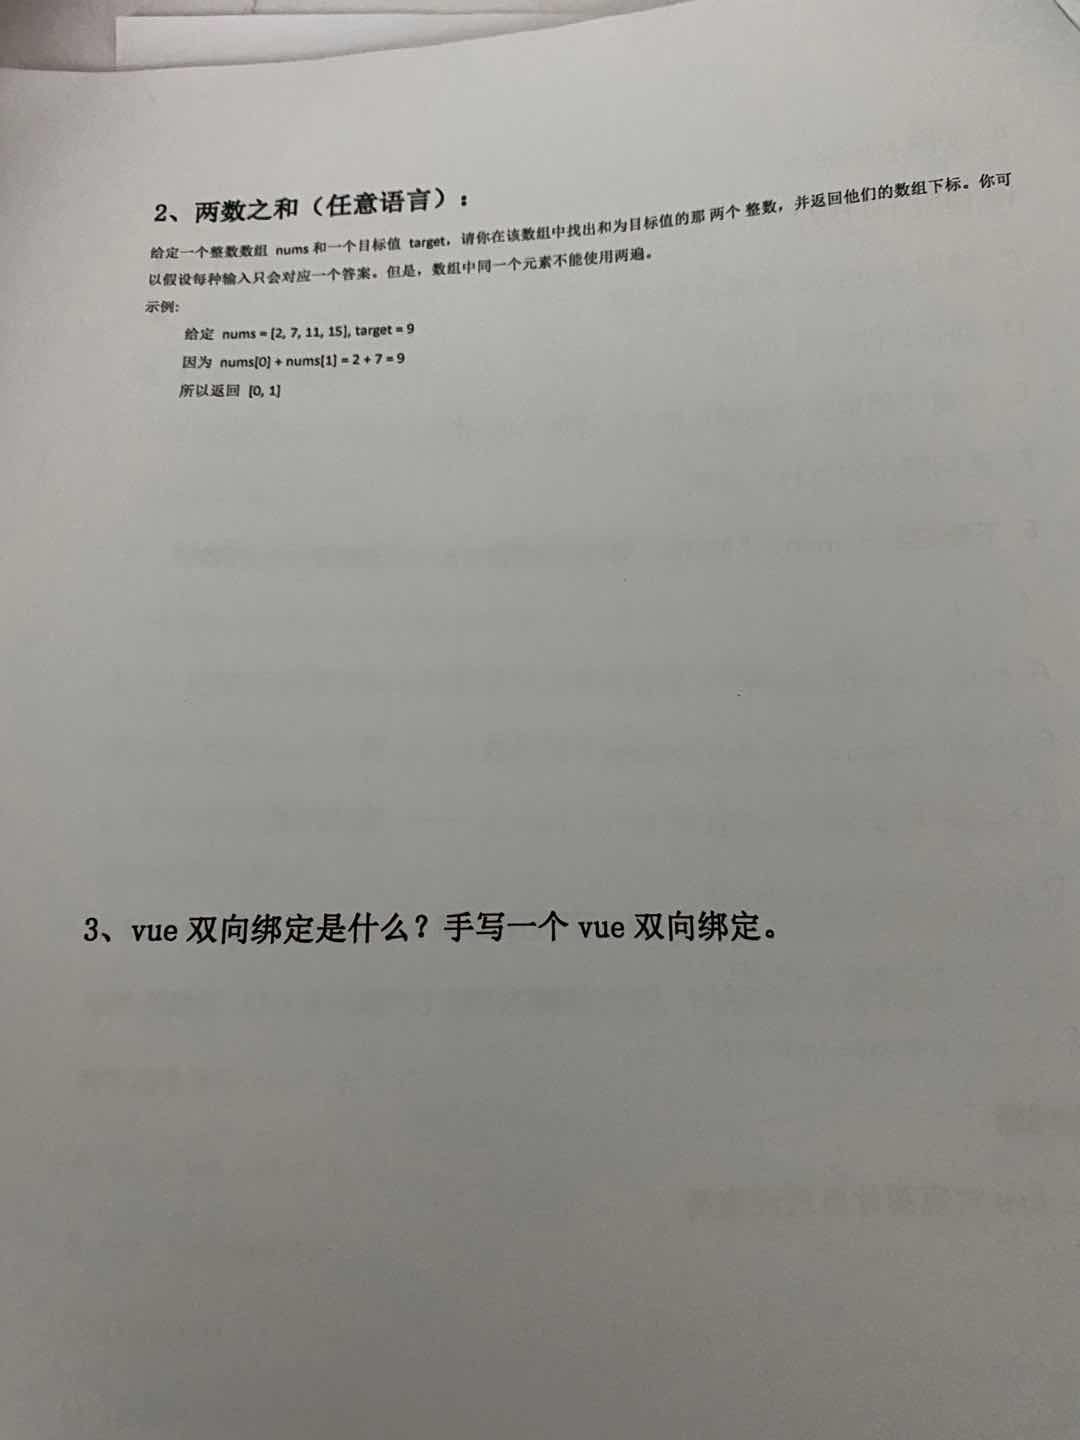 2、两数之和（任意语言）：
给定一个整数数组 nums 和一个目标值 target，请你在该数组中找出和为目标值的那 两个 整数，并返回他们的数组下标。你可
以假设每种输入只会对应一个答案。但是，数组中同一个元素不能使用两遍。
示例:
给定 nums = [2, 7, 11, 15], target = 9
因为 nums[0] + nums[1] = 2 + 7 = 9
所以返回 [0, 1]
3、vue 双向绑定是什么？手写一个 vue 双向绑定。